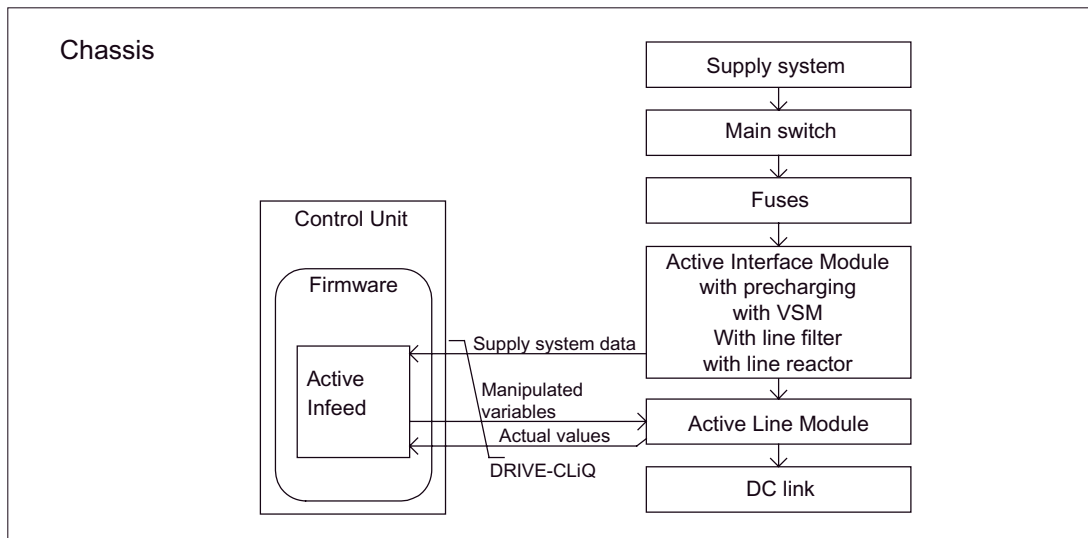 Chassis
Supply system
Main switch
Fuses
Control Unit
Firmware
Active
Infeed
Active Interface Module
with precharging
with VSM
With line filter
with line reactor
Supply system data
Manipulated
variables
Actual values
DRIVE-CLiQ
Active Line Module
DC link